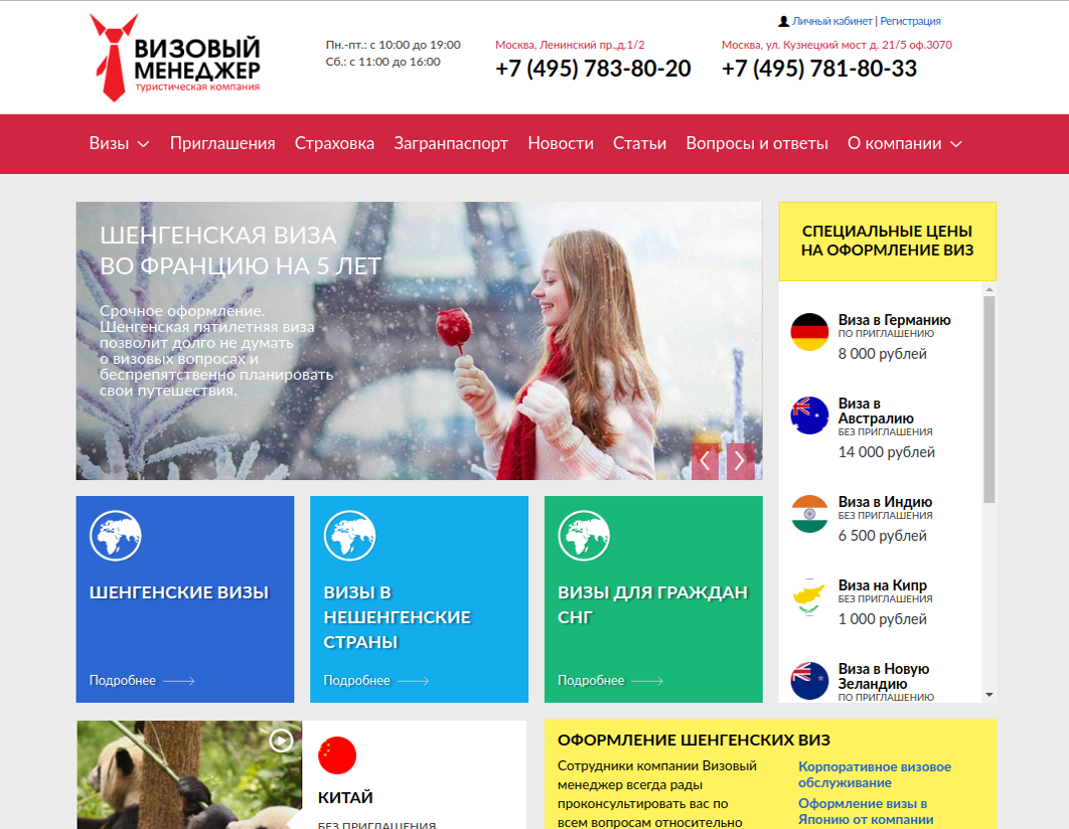 Личный кабинет | Регистрация
ВИЗОВЫЙ
МЕНЕДЖЕР
туристическая компания
Пн.-пт.: с 10:00 до 19:00
Сб.: с 11:00 до 16:00
Москва, Ленинский пр.,д.1/2
+7 (495) 783-80-20
Москва, ул. Кузнецкий мост д. 21/5 оф.3070
+7 (495) 781-80-33
Визы Приглашения Страховка Загранпаспорт Новости Статьи Вопросы и ответы О компании
ШЕНГЕНСКАЯ ВИЗА
ВО ФРАНЦИЮ НА 5 ЛЕТ
Срочное оформление.
Шенгенская пятилетняя виза
позволит долго не думать
о визовых вопросах и
беспрепятственно планировать
свои путешествия.
СПЕЦИАЛЬНЫЕ ЦЕНЫ
НА ОФОРМЛЕНИЕ ВИЗ
Виза в Германию
ПО ПРИГЛАШЕНИЮ
8 000 рублей
Виза в
Австралию
БЕЗ ПРИГЛАШЕНИЯ
14 000 рублей
Виза в Индию
БЕЗ ПРИГЛАШЕНИЯ
6 500 рублей
Виза на Кипр
БЕЗ ПРИГЛАШЕНИЯ
1 000 рублей
Виза в Новую
Зеландию
ПО ПРИГЛАШЕНИЮ
ШЕНГЕНСКИЕ ВИЗЫ
Подробнее
ВИЗЫ В
НЕШЕНГЕНСКИЕ
СТРАНЫ
Подробнее
ВИЗЫ ДЛЯ ГРАЖДАН
СНГ
Подробнее
КИТАЙ
БЕЗ ПРИГЛАШЕНИЯ
ОФОРМЛЕНИЕ ШЕНГЕНСКИХ ВИЗ
Сотрудники компании Визовый
менеджер всегда рады
проконсультировать вас по
всем вопросам относительно
Корпоративное визовое
обслуживание
Оформление визы в
Японию от компании